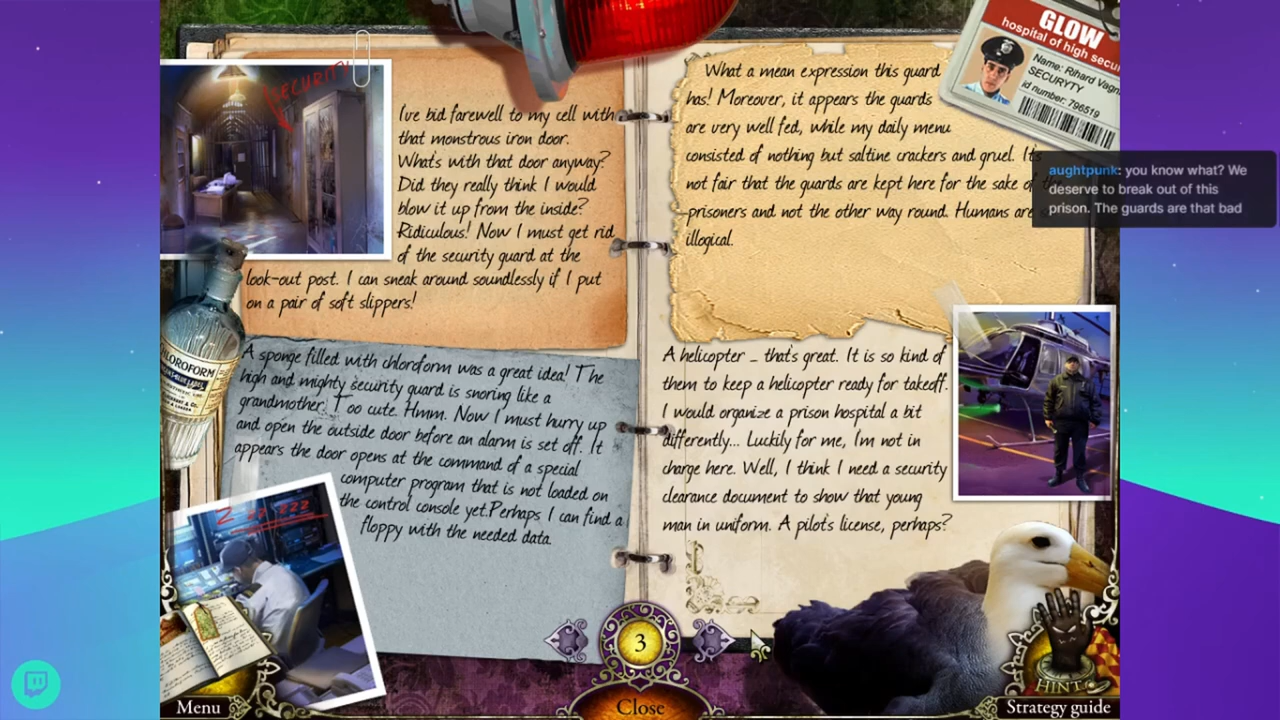 SECURITY
I've bid farewell to my cell with
that monstrous iron door.
What's with that door anyway?
Did they really think I would
blow it up from the inside?
Ridiculous! Now I must get rid
of the security guard at the
look-out post. I can sneak around soundlessly if I put
on a pair of soft slippers!
CHLOROFORM
A sponge filled with chloroform was a great idea! The
high and mighty security guard is snoring like a
grandmother. Too cute. Hmm. Now I must hurry up
and open the outside door before an alarm is set off. It
appears the door opens at the command of a special
computer program that is not loaded on
the control console yet.Perhaps I can find a
floppy with the needed data.
Z zz zzz
What a mean expression this guard
has! Moreover, it appears the guards
are very well fed, while my daily menu
consisted of nothing but saltine crackers and gruel. It's
not fair that the guards are kept here for the sake of
prisoners and not the other way round. Humans are
illogical.
GLOW
hospital of high secur
Name: Rihard Vagn
SECURYTY
id number: 796519
aughtpunk: you know what? We
deserve to break out of this
prison. The guards are that bad
A helicopter - that's great. It is so kind of
them to keep a helicopter ready for takeoff.
I would organize a prison hospital a bit
differently... Luckily for me, I'm not in
charge here. Well, I think I need a security
clearance document to show that young
man in uniform. A pilot's license, perhaps?
3
HINT
Menu
Close
Strategy guide